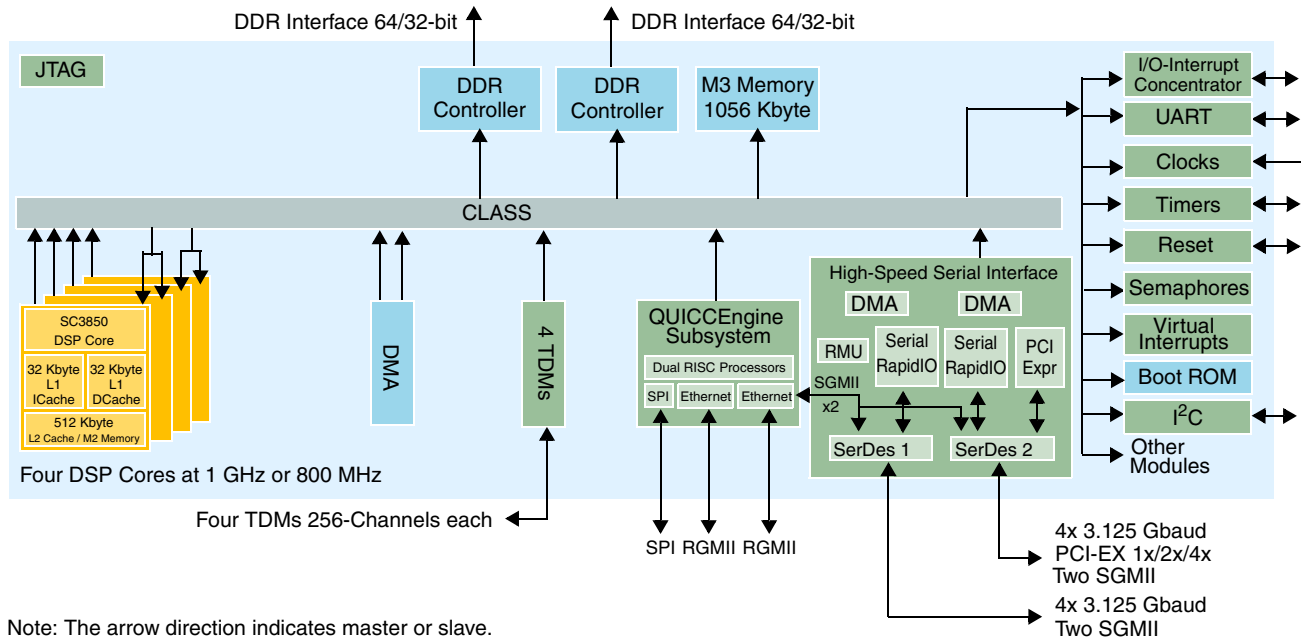 DDR Interface 64/32-bit
DDR Interface 64/32-bit
JTAG
DDR
Controller
DDR
Controller
M3 Memory
1056 Kbyte
I/O-Interrupt
Concentrator
UART
Clocks
Timers
Reset
Semaphores
Virtual
Interrupts
Boot ROM
I²C
Other
Modules
CLASS
SC3850
DSP Core
32 Kbyte
L1
ICache
32 Kbyte
L1
DCache
512 Kbyte
L2 Cache / M2 Memory
Four DSP Cores at 1 GHz or 800 MHz
DMA
4 TDMs
Four TDMs 256-Channels each
QUICCEngine
Subsystem
Dual RISC Processors
SPI
Ethernet
Ethernet
SPI
RGMII
RGMII
High-Speed Serial Interface
DMA
DMA
RMU
Serial
RapidIO
Serial
RapidIO
PCI
Expr
SGMII
x2
SerDes 1
SerDes 2
4x 3.125 Gbaud
PCI-EX 1x/2x/4x
Two SGMII
4x 3.125 Gbaud
Two SGMII
Note: The arrow direction indicates master or slave.